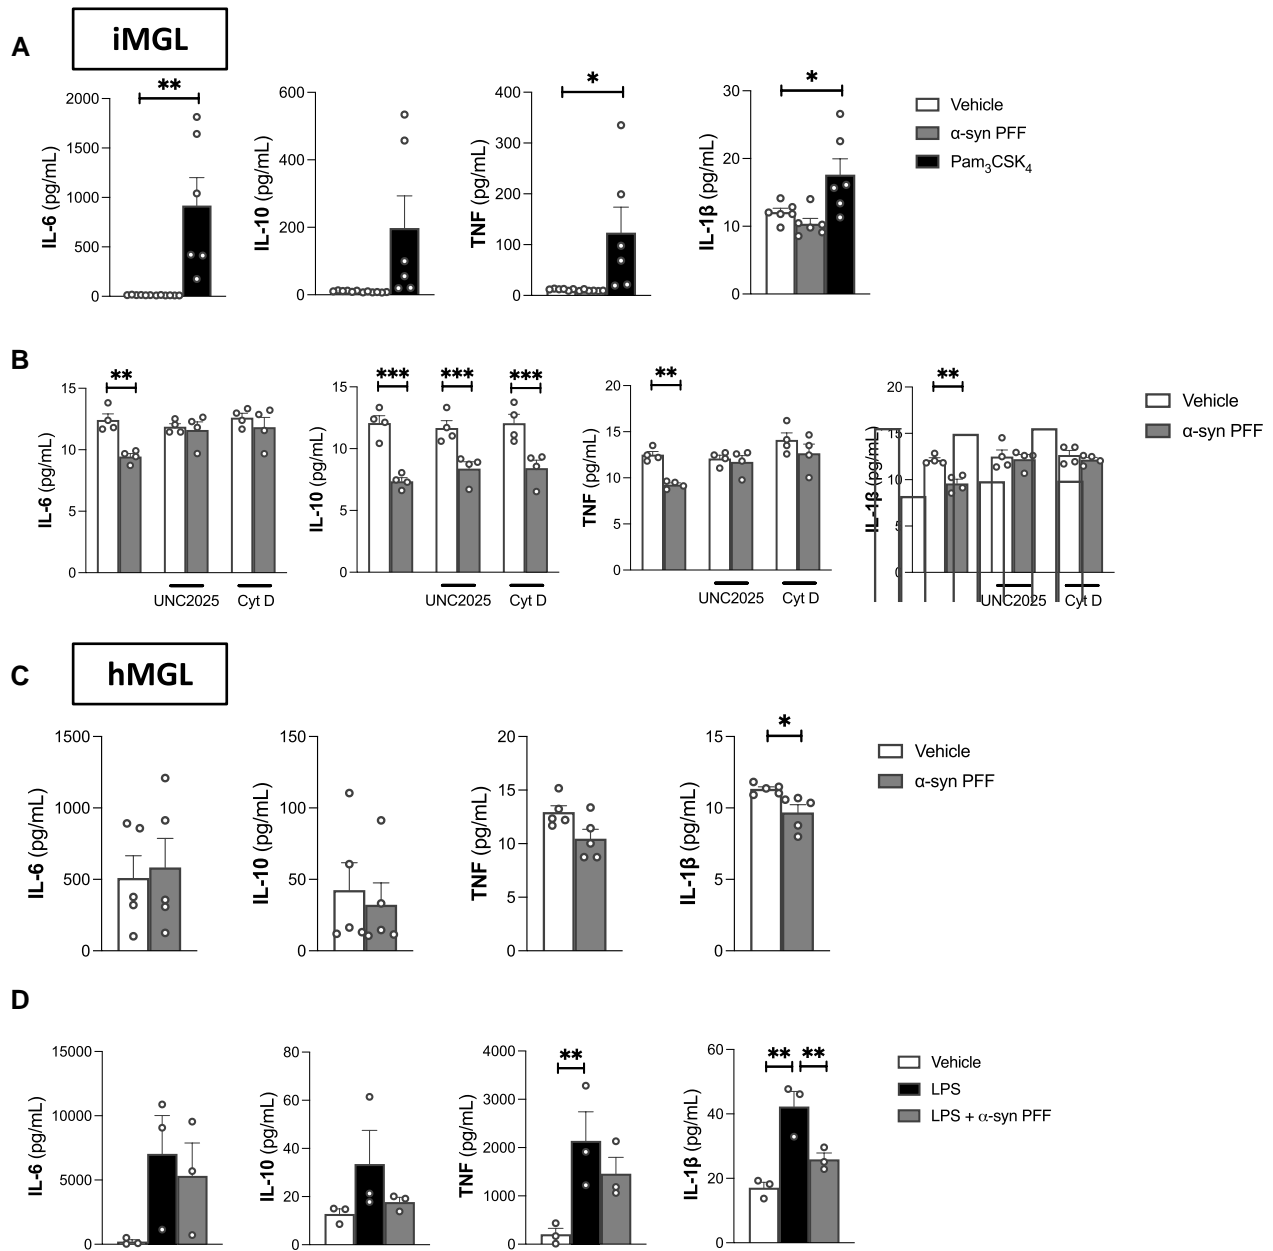 A
iMGL
**
*
*
2000
1500
1000
500
0
IL-6 (pg/mL)
600
400
200
0
IL-10 (pg/mL)
400
300
200
100
0
TNF (pg/mL)
30
20
10
0
IL-1β (pg/mL)
Vehicle
α-syn PFF
Pam3CSK4
B
**
***
***
***
**
**
15
10
5
0
IL-6 (pg/mL)
UNC2025
Cyt D
15
10
5
0
IL-10 (pg/mL)
UNC2025
Cyt D
20
15
10
5
0
TNF (pg/mL)
UNC2025
Cyt D
20
15
10
5
0
IL-1β (pg/mL)
UNC2025
Cyt D
Vehicle
α-syn PFF
C
hMGL
1500
1000
500
0
IL-6 (pg/mL)
150
100
50
0
IL-10 (pg/mL)
20
15
10
5
0
TNF (pg/mL)
*
15
10
5
0
IL-1β (pg/mL)
Vehicle
α-syn PFF
D
15000
10000
5000
0
IL-6 (pg/mL)
80
60
40
20
0
IL-10 (pg/mL)
**
4000
3000
2000
1000
0
TNF (pg/mL)
**
**
60
40
20
0
IL-1β (pg/mL)
Vehicle
LPS
LPS + α-syn PFF